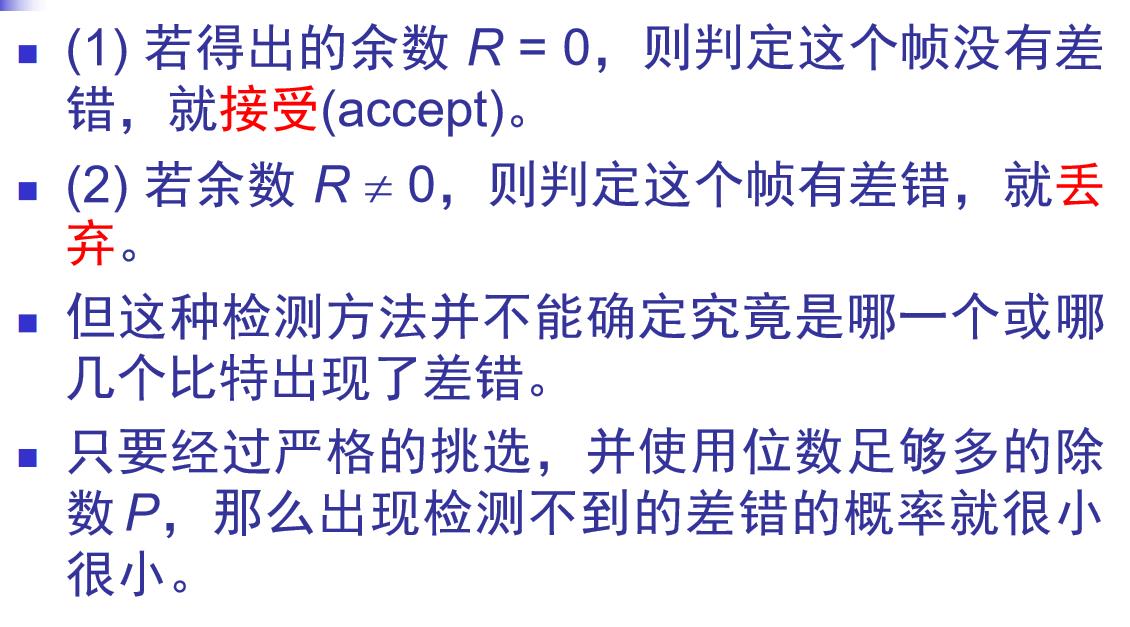 (1) 若得出的余数 R = 0，则判定这个帧没有差
错，就接受(accept)。
(2) 若余数 R ≠ 0，则判定这个帧有差错，就丢
弃。
但这种检测方法并不能确定究竟是哪一个或哪
几个比特出现了差错。
只要经过严格的挑选，并使用位数足够多的除
数 P，那么出现检测不到的差错的概率就很小
很小。